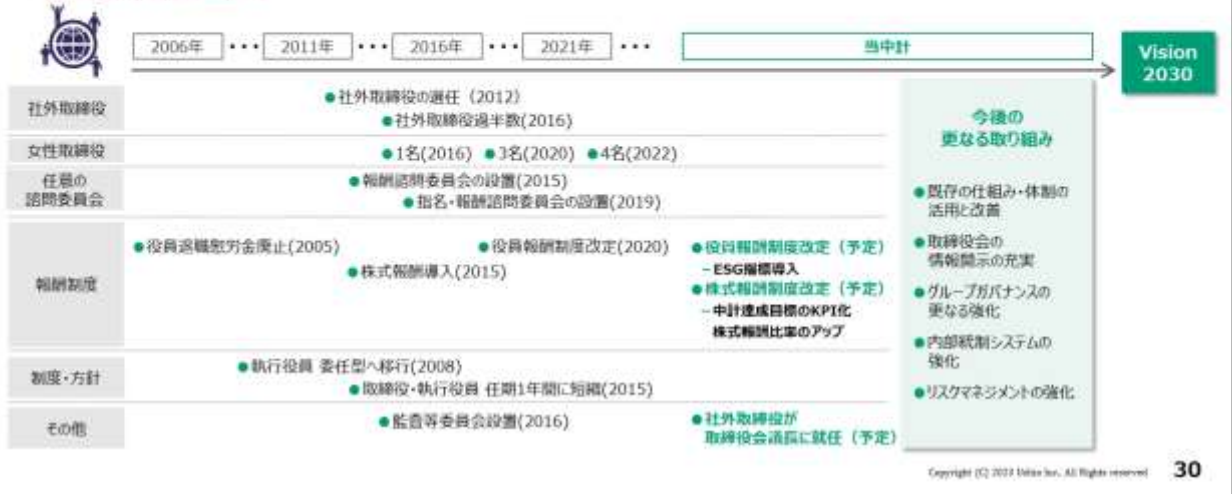 2006年 ・・・ 2011年 ・・・ 2016年 ・・・ 2021年 ・・・ 当中計
Vision
2030
社外取締役
●社外取締役の選任（2012）
●社外取締役過半数(2016)
女性取締役
●1名(2016) ●3名(2020) ●4名(2022)
任意の
諮問委員会
●報酬諮問委員会の設置(2015)
●指名・報酬諮問委員会の設置(2019)
報酬制度
●役員退職慰労金廃止(2005)
●役員報酬制度改定(2020)
●株式報酬導入(2015)
●役員報酬制度改定（予定）
－ESG指標導入
●株式報酬制度改定（予定）
－中計達成目標のKPI化
株式報酬比率のアップ
制度・方針
●執行役員 委任型へ移行(2008)
●取締役・執行役員 任期1年間に短縮(2015)
その他
●監査等委員会設置(2016)
●社外取締役が
取締役会議長に就任（予定）
今後の
更なる取り組み
●既存の仕組み・体制の
活用と改善
●取締役会の
情報開示の充実
●グループガバナンスの
更なる強化
●内部統制システムの
強化
●リスクマネジメントの強化
Copyright (C) Inc. All Rights reserved
30